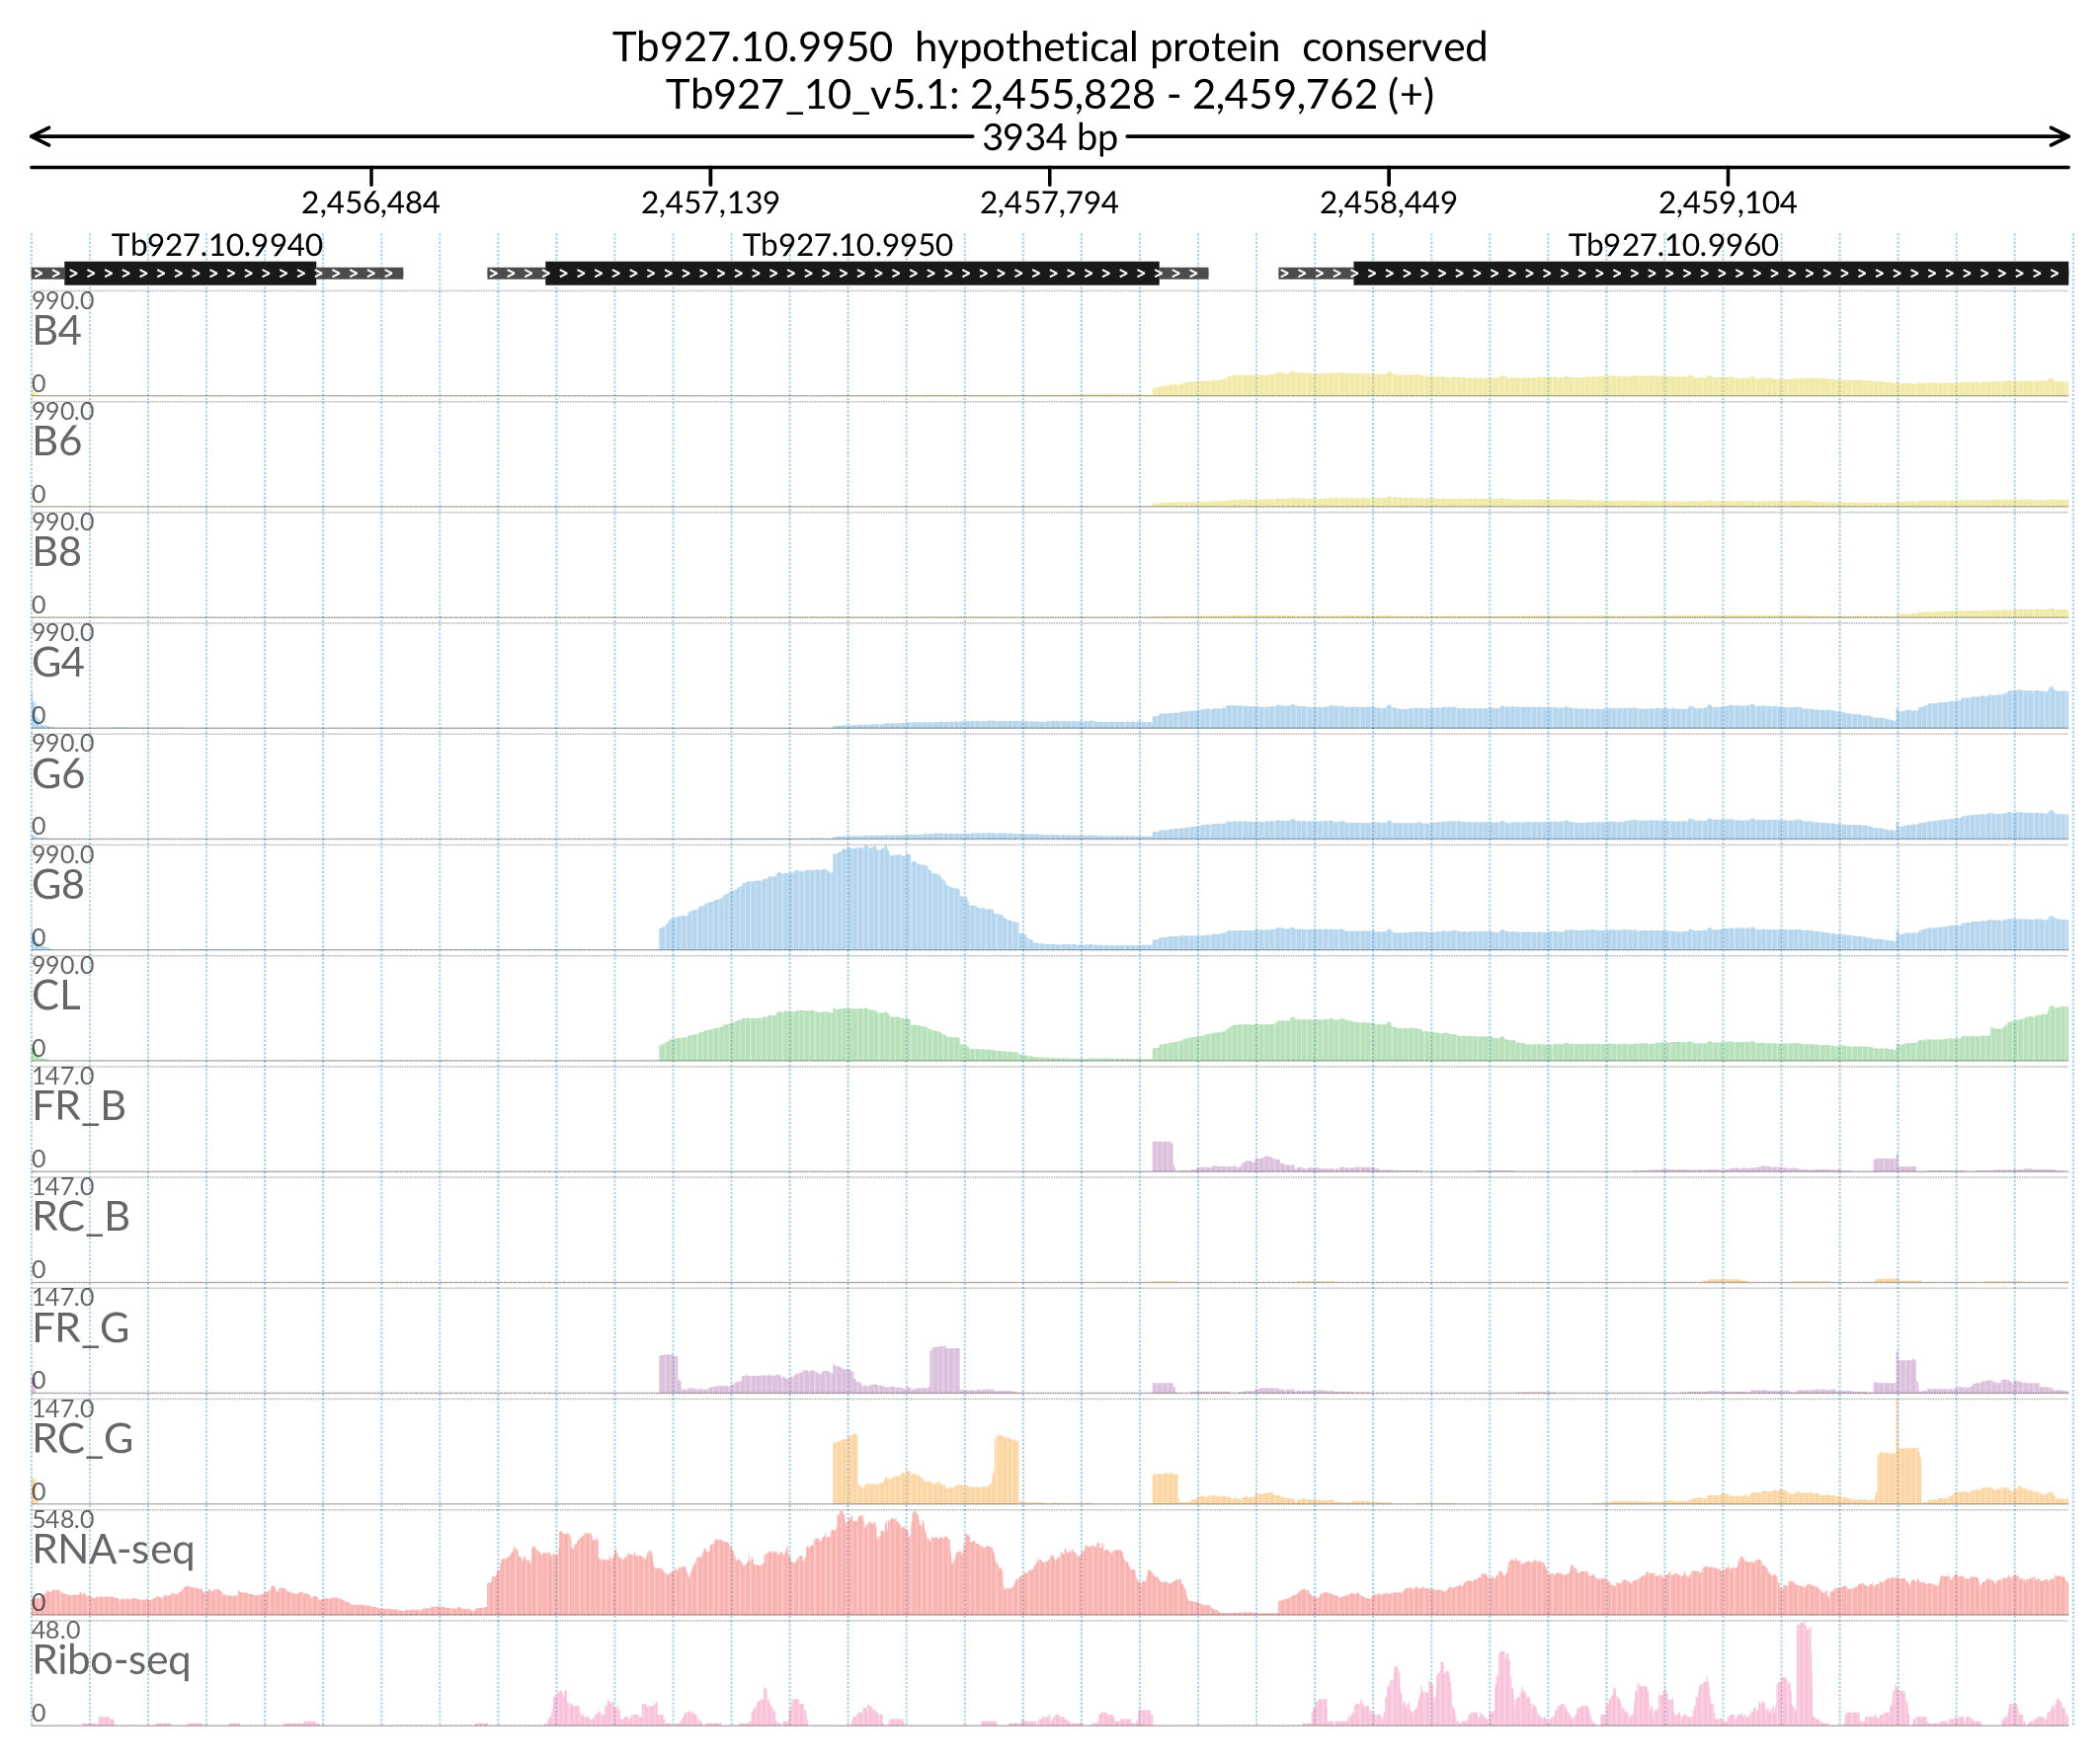 Tb927.10.9950  hypothetical protein  conserved
Tb927_10_v5.1: 2,455,828 - 2,459,762 (+)
3934 bp
2,456,484 2,457,139 2,457,794 2,458,449 2,459,104
Tb927.10.9940 Tb927.10.9950 Tb927.10.9960
990.0
B4
0
990.0
B6
0
990.0
B8
0
990.0
G4
0
990.0
G6
0
990.0
G8
0
990.0
CL
0
147.0
FR_B
0
147.0
RC_B
0
147.0
FR_G
0
147.0
RC_G
0
548.0
RNA-seq
0
48.0
Ribo-seq
0